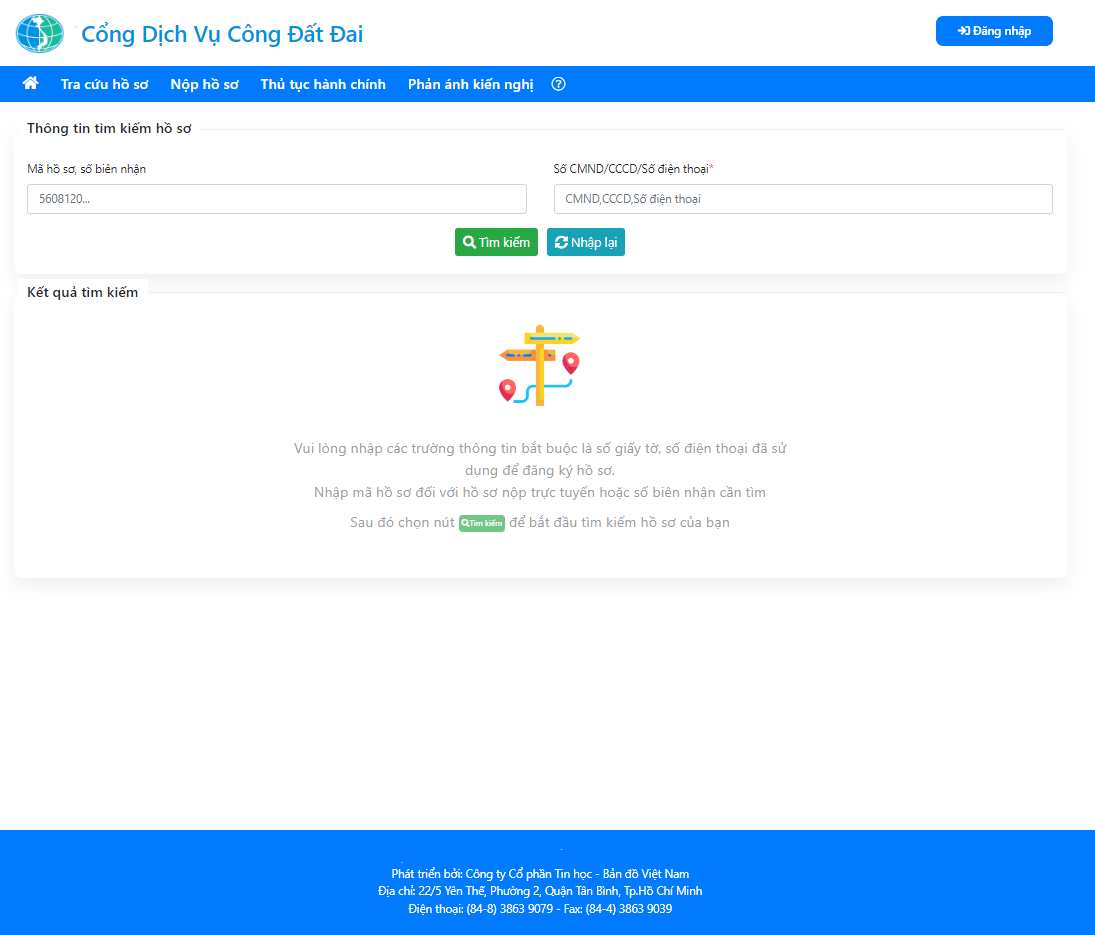 Cổng Dịch Vụ Công Đất Đai
Đăng nhập
Tra cứu hồ sơ Nộp hồ sơ Thủ tục hành chính Phản ánh kiến nghị
Thông tin tìm kiếm hồ sơ
Mã hồ sơ, số biên nhận
Số CMND/CCCD/Số điện thoại*
5608120...
CMND,CCCD,Số điện thoại
Tìm kiếm Nhập lại
Kết quả tìm kiếm
Vui lòng nhập các trường thông tin bắt buộc là số giấy tờ, số điện thoại đã sử
dụng để đăng ký hồ sơ.
Nhập mã hồ sơ đối với hồ sơ nộp trực tuyến hoặc số biên nhận cần tìm
Sau đó chọn nút Tìm kiếm để bắt đầu tìm kiếm hồ sơ của bạn
Phát triển bởi: Công ty Cổ phần Tin học - Bản đồ Việt Nam
Địa chỉ: 22/5 Yên Thế, Phường 2, Quận Tân Bình, Tp.Hồ Chí Minh
Điện thoại: (84-8) 3863 9079 - Fax: (84-4) 3863 9039